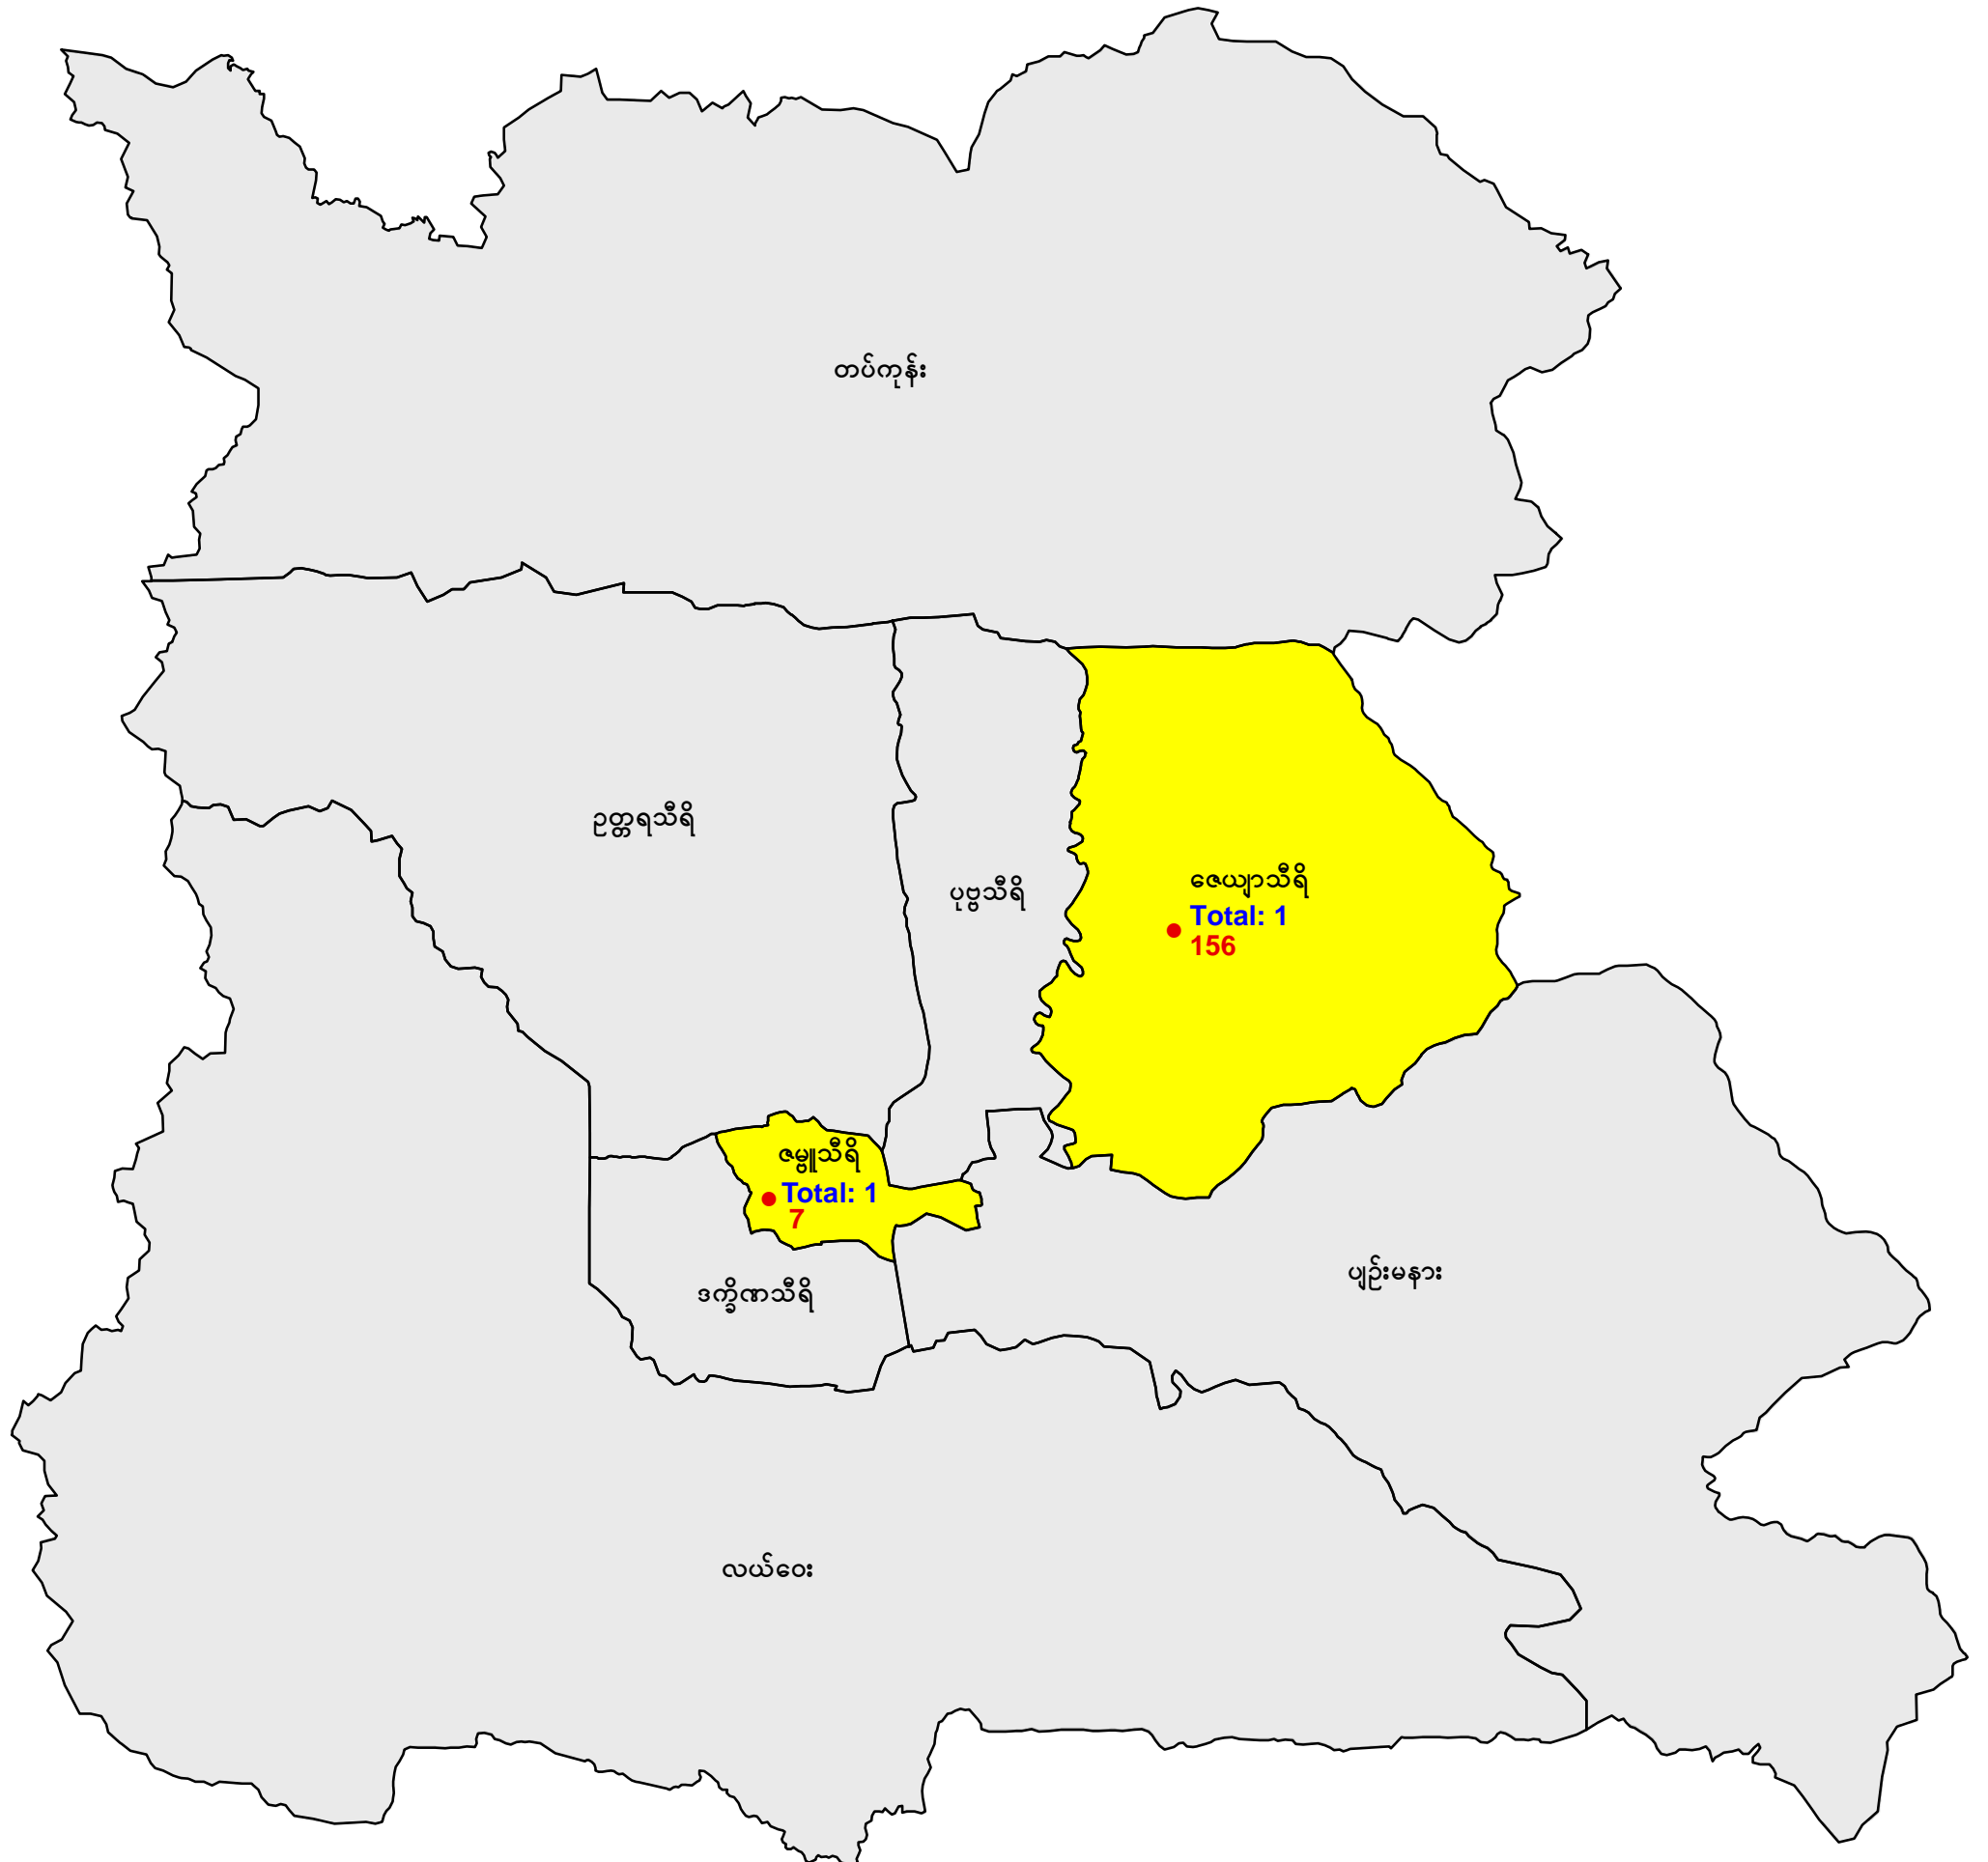 တပ်ကုန်း
ဥတ္တရသီရိ
ပုဗ္ဗသီရိ
ဇေယျာသီရိ
Total: 1
156
ဇမ္ဗူသီရိ
Total: 1
7
ဒက္ခိဏသီရိ
ပျဉ်းမနား
လယ်ဝေး